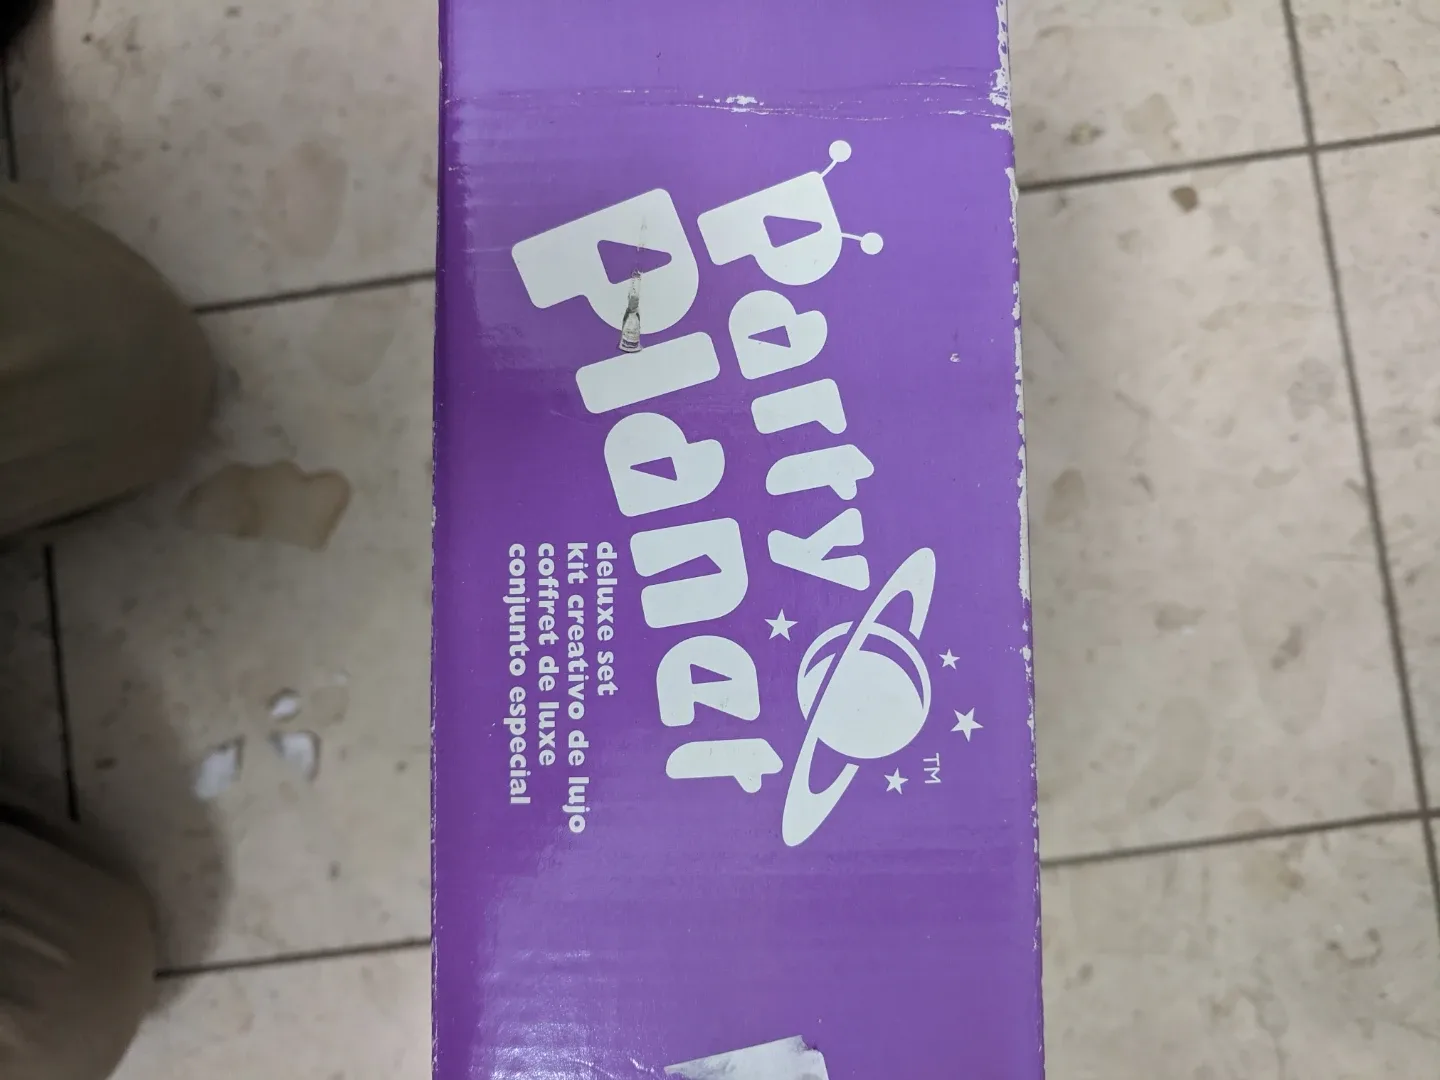 party
planet
TM
deluxe set
kit creativo de lujo
coffret de luxe
conjunto especial